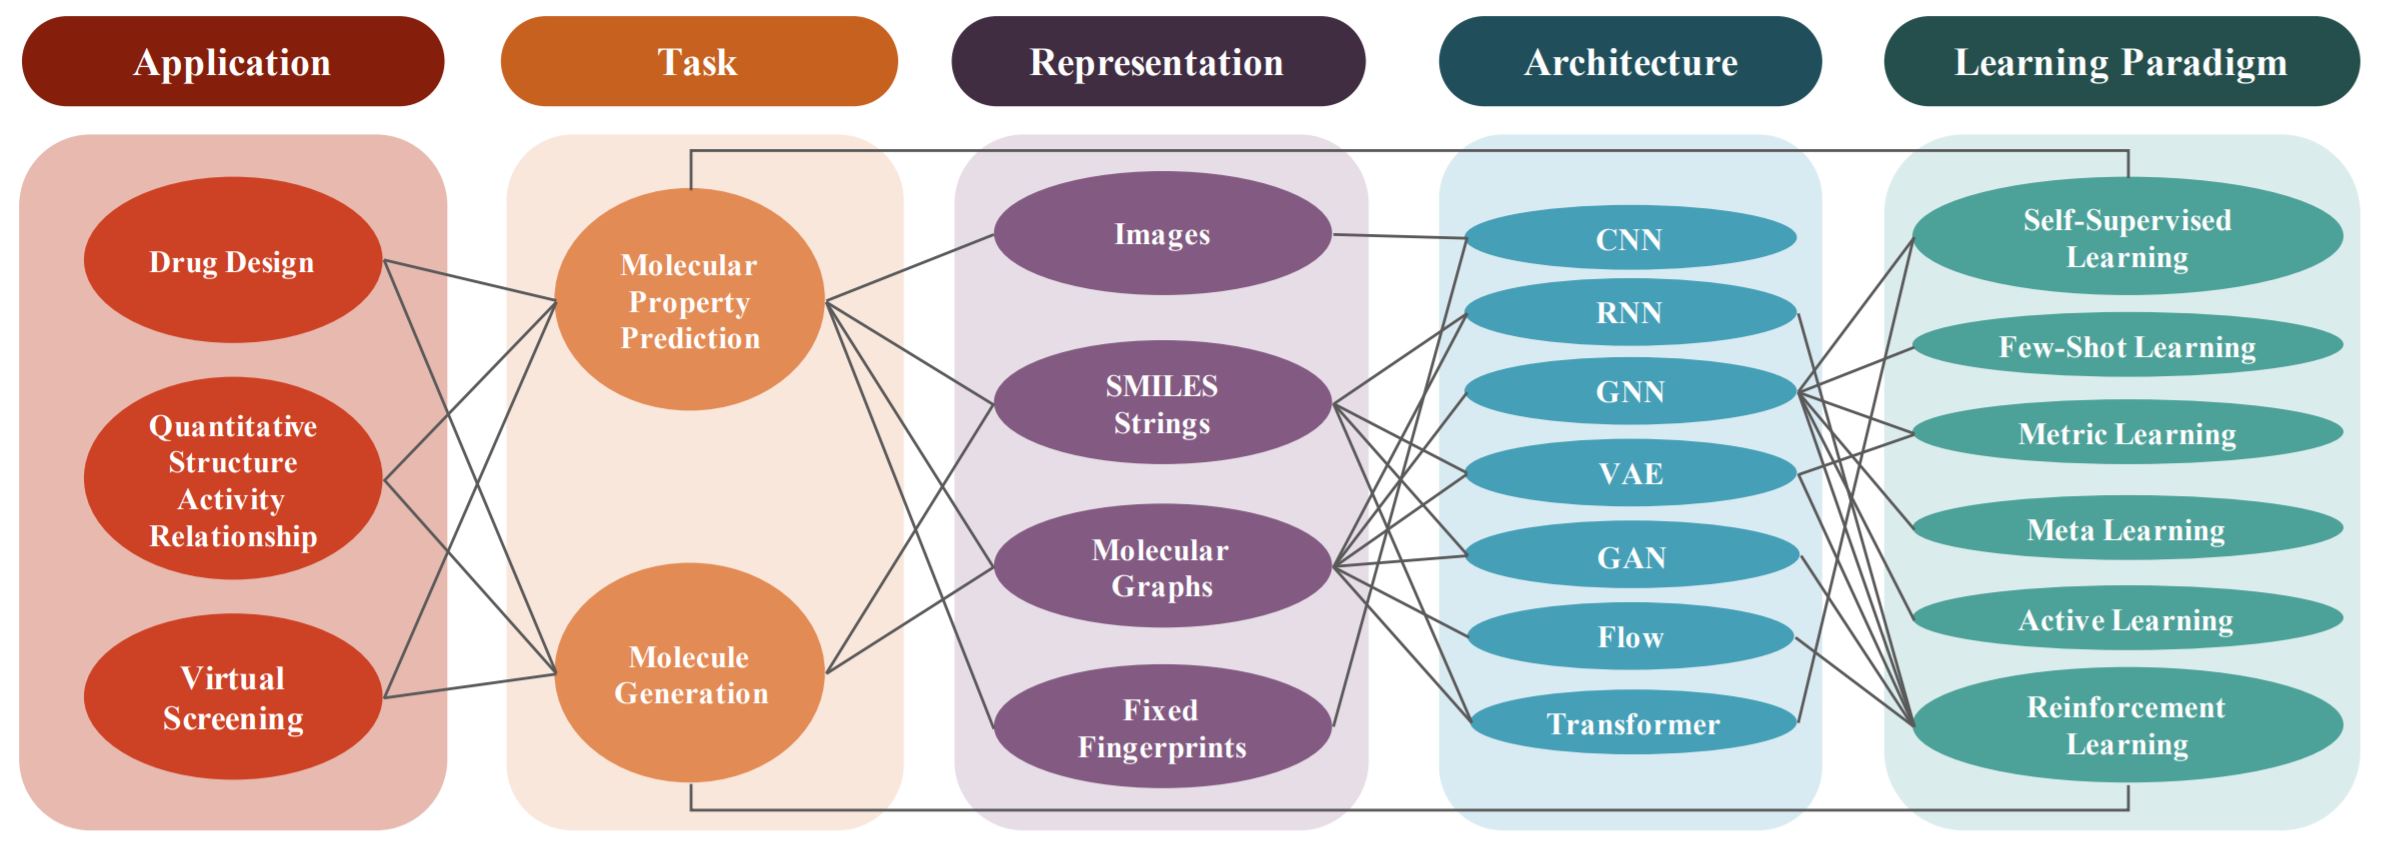 Application
Task
Representation
Architecture
Learning Paradigm
Drug Design
Quantitative
Structure
Activity
Relationship
Virtual
Screening
Molecular
Property
Prediction
Molecule
Generation
Images
SMILES
Strings
Molecular
Graphs
Fixed
Fingerprints
CNN
RNN
GNN
VAE
GAN
Flow
Transformer
Self-Supervised
Learning
Few-Shot Learning
Metric Learning
Meta Learning
Active Learning
Reinforcement
Learning